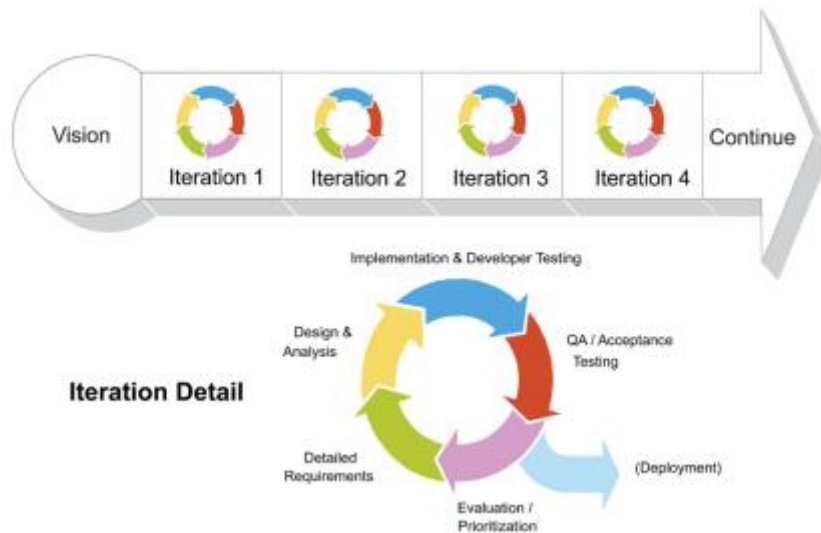 Vision
Iteration 1
Iteration 2
Iteration 3
Iteration 4
Continue
Implementation & Developer Testing
Design &
Analysis
QA / Acceptance
Testing
Iteration Detail
Detailed
Requirements
(Deployment)
Evaluation /
Prioritization